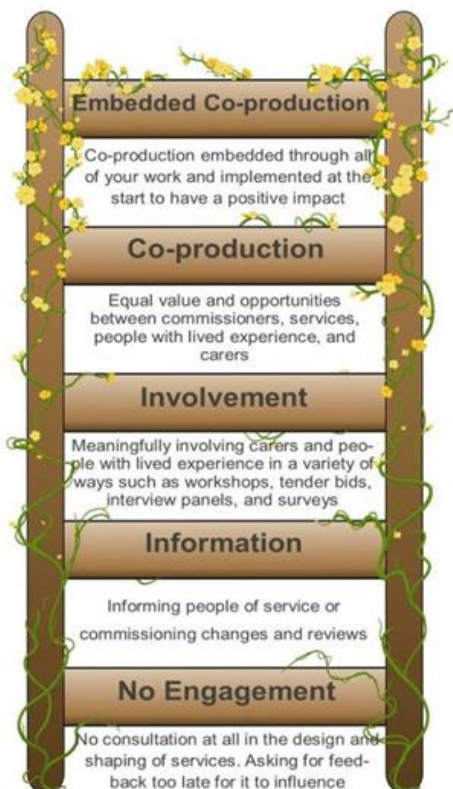 Embedded Co-production
Co-production embedded through all
of your work and implemented at the
start to have a positive impact
Co-production
Equal value and opportunities
between commissioners, services,
people with lived experience, and
carers
Involvement
Meaningfully involving carers and peo-
ple with lived experience in a variety of
ways such as workshops, tender bids,
interview panels, and surveys
Information
Informing people of service or
commissioning changes and reviews
No Engagement
No consultation at all in the design and
shaping of services. Asking for feed-
back too late for it to influence